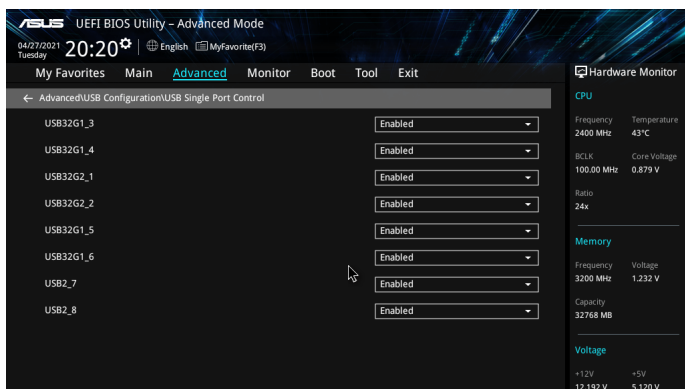 ASUS UEFI BIOS Utility – Advanced Mode
04/27/2021 Tuesday 20:20 English MyFavorite(F3)
My Favorites Main Advanced Monitor Boot Tool Exit
← Advanced\USB Configuration\USB Single Port Control
USB32G1_3 Enabled
USB32G1_4 Enabled
USB32G2_1 Enabled
USB32G2_2 Enabled
USB32G1_5 Enabled
USB32G1_6 Enabled
USB2_7 Enabled
USB2_8 Enabled
Hardware Monitor
CPU
Frequency Temperature
2400 MHz 43°C
BCLK Core Voltage
100.00 MHz 0.879 V
Ratio
24x
Memory
Frequency Voltage
3200 MHz 1.232 V
Capacity
32768 MB
Voltage
+12V +5V
12.192 V 5.120 V